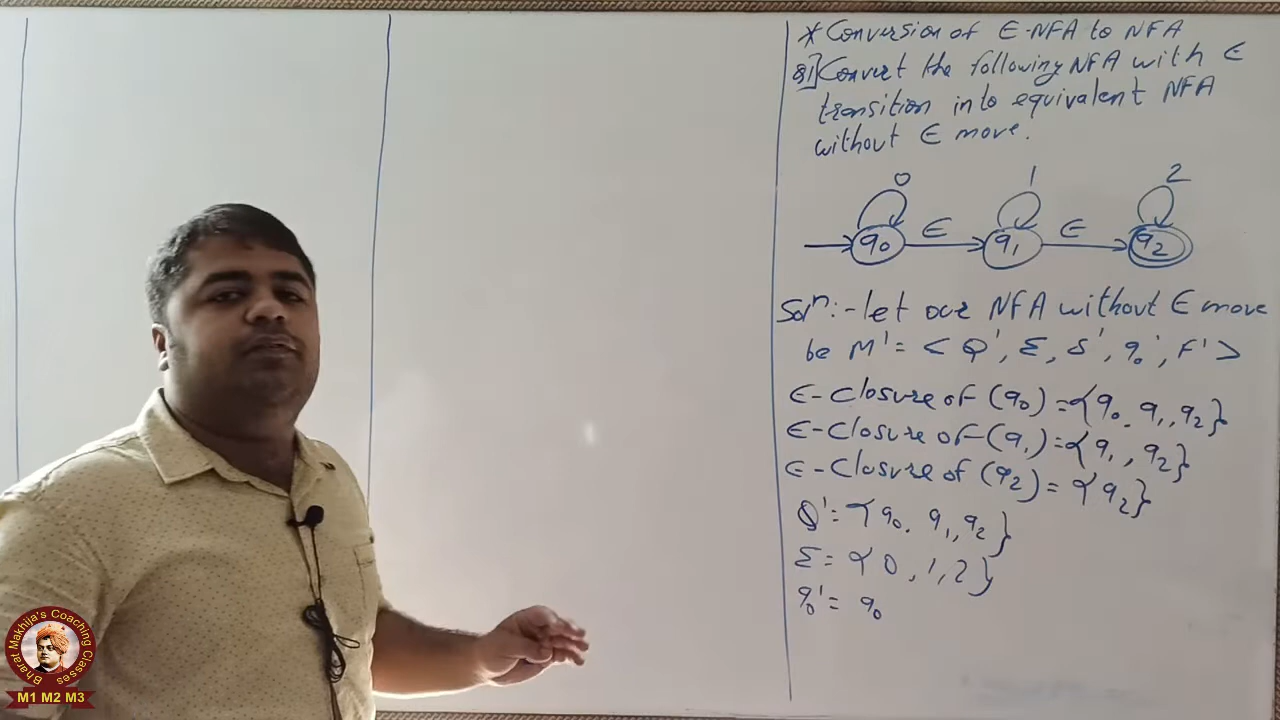 * Conversion of ∈-NFA to NFA
Q1] Convert the following NFA with ∈
transition into equivalent NFA
without ∈ move.
0 1 2
q0 ∈ q1 ∈ q2
Solⁿ:- let our NFA without ∈ move
be M' = < Q', Σ, δ', q0', F' >
∈-Closure of (q0) = {q0, q1, q2}
∈-Closure of (q1) = {q1, q2}
∈-Closure of (q2) = {q2}
Q' = {q0, q1, q2}
Σ = {0, 1, 2}
q0' = q0
Bharat Makhija's Coaching Classes
M1 M2 M3